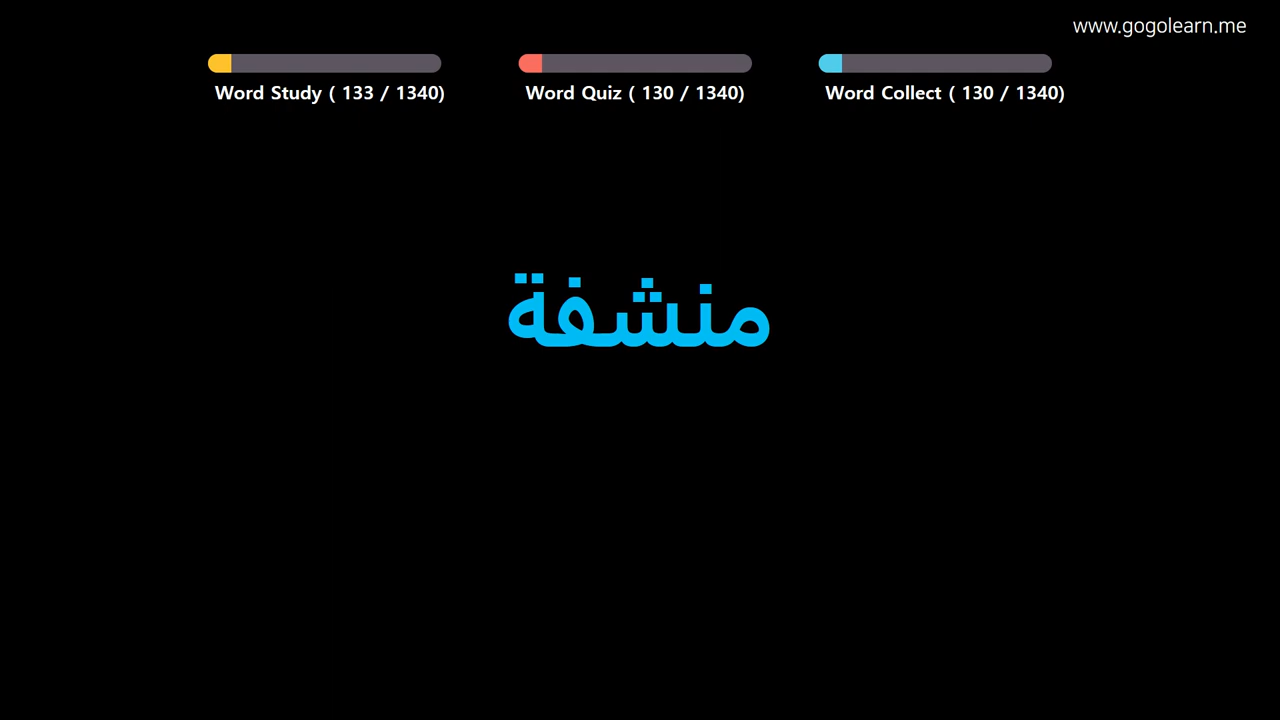 www.gogolearn.me
Word Study ( 133 / 1340)
Word Quiz ( 130 / 1340)
Word Collect ( 130 / 1340)
منشفة